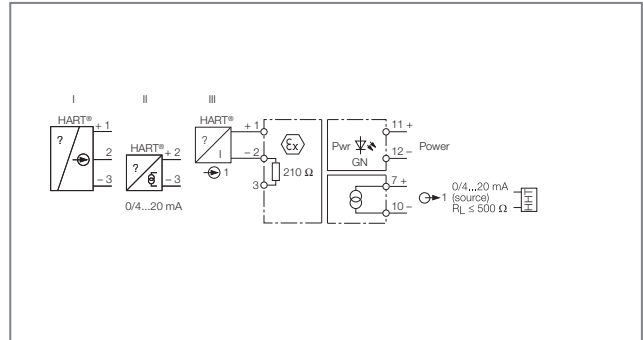 I II III
HART® HART® HART®
? ? ?
+ 1
2
– 3
+ 2
– 3
0/4...20 mA
I
1
+ 1
– 2
3
εx
210 Ω
Pwr
GN
11 +
12 –
Power
7 +
10 –
1
0/4...20 mA
(source)
RL ≤ 500 Ω